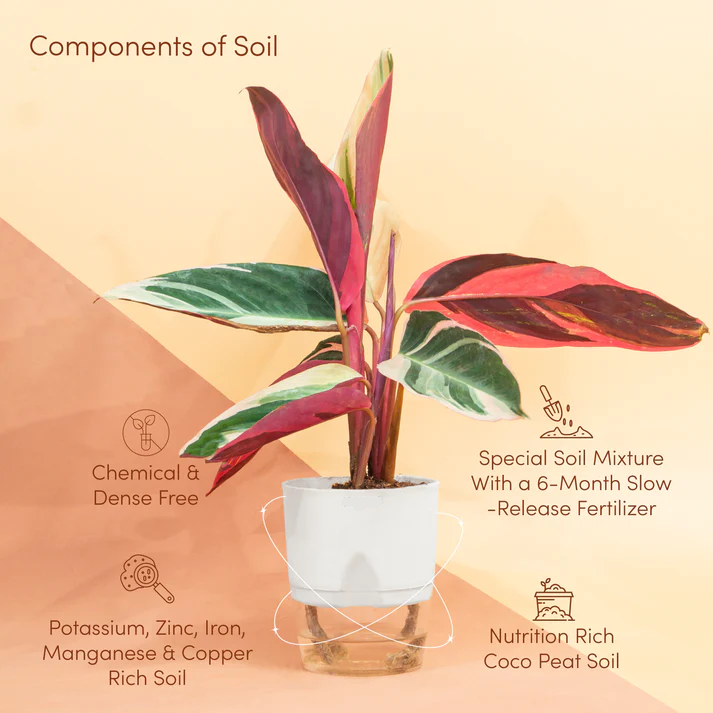 Components of Soil
Chemical &
Dense Free
Special Soil Mixture
With a 6-Month Slow
-Release Fertilizer
Potassium, Zinc, Iron,
Manganese & Copper
Rich Soil
Nutrition Rich
Coco Peat Soil